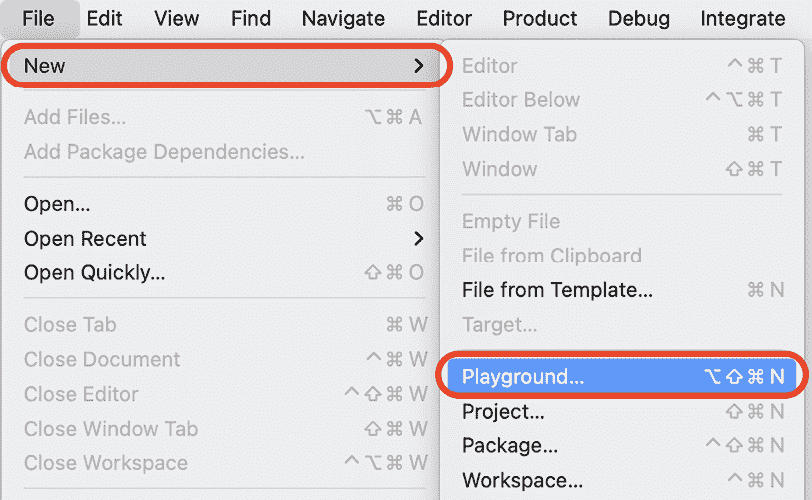 File Edit View Find Navigate Editor Product Debug Integrate
New >
Add Files... ⌥⌘A
Add Package Dependencies...
Open... ⌘O
Open Recent >
Open Quickly... ⇧⌘O
Close Tab ⌘W
Close Document ^⌘W
Close Editor ^⇧⌘W
Close Window Tab ⇧⌘W
Close Workspace ^⌥⌘W
Editor ^⌘T
Editor Below ^⌥⌘T
Window Tab ⌘T
Window ⇧⌘T
Empty File
File from Clipboard
File from Template... ⌘N
Target...
Playground... ⌥⇧⌘N
Project... ⇧⌘N
Package... ^⇧⌘N
Workspace... ^⌘N